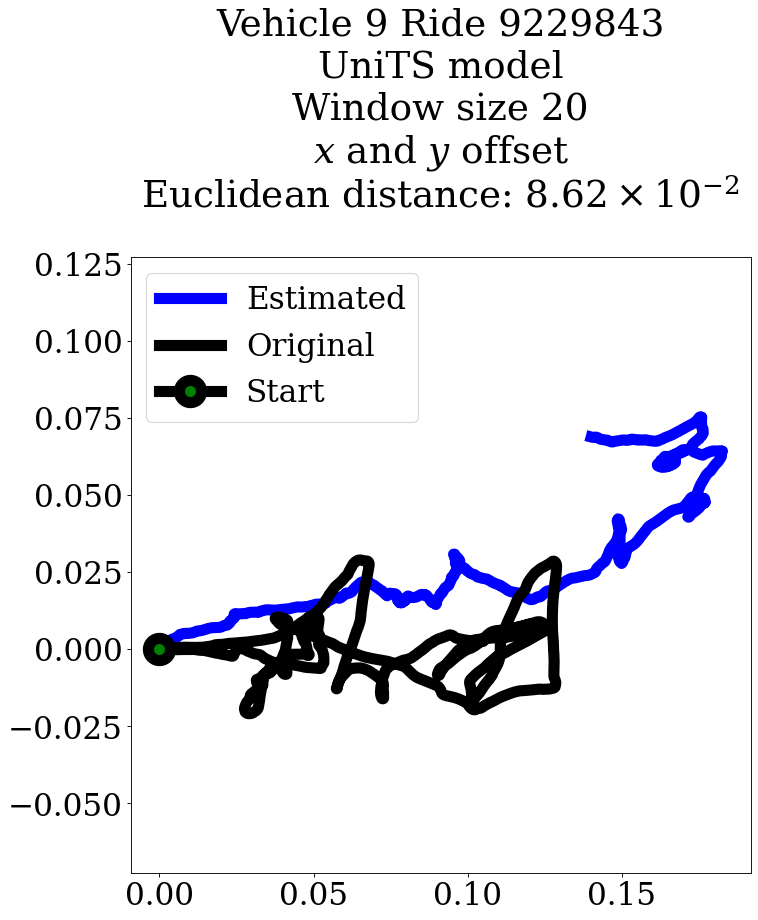 Vehicle 9 Ride 9229843
UniTS model
Window size 20
x and y offset
Euclidean distance: 8.62 × 10⁻²
0.125
0.100
0.075
0.050
0.025
0.000
−0.025
−0.050
Estimated
Original
Start
0.00 0.05 0.10 0.15